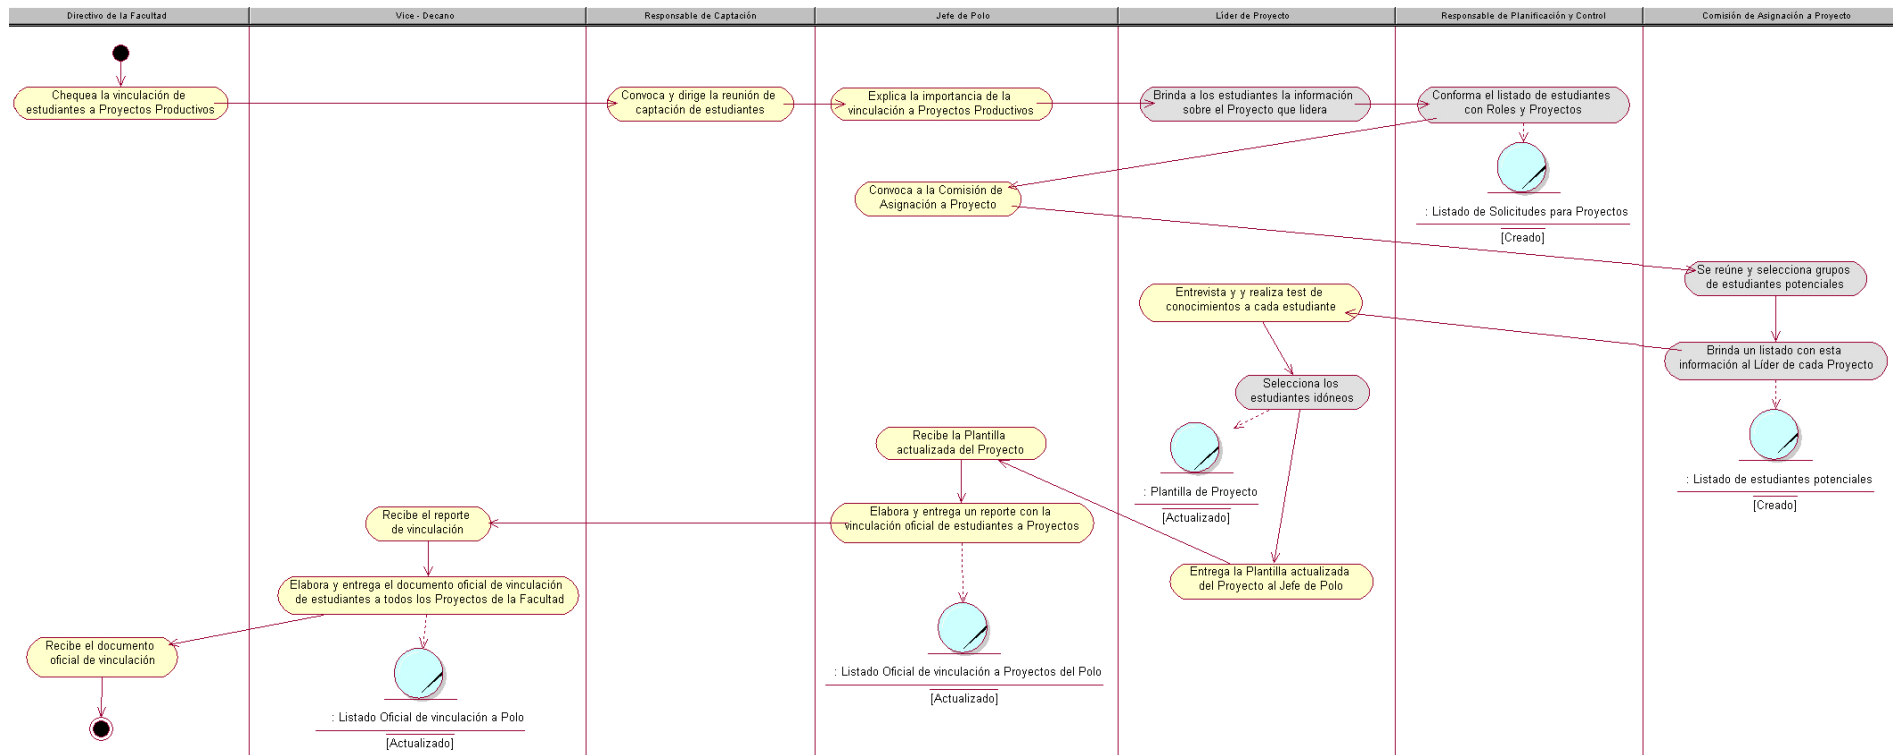 Directivo de la Facultad
Vice - Decano
Responsable de Captación
Jefe de Polo
Líder de Proyecto
Responsable de Planificación y Control
Comisión de Asignación a Proyecto
Chequea la vinculación de
estudiantes a Proyectos Productivos
Convoca y dirige la reunión de
captación de estudiantes
Explica la importancia de la
vinculación a Proyectos Productivos
Brinda a los estudiantes la información
sobre el Proyecto que lidera
Conforma el listado de estudiantes
con Roles y Proyectos
: Listado de Solicitudes para Proyectos
[Creado]
Convoca a la Comisión de
Asignación a Proyecto
Se reúne y selecciona grupos
de estudiantes potenciales
Brinda un listado con esta
información al Líder de cada Proyecto
: Listado de estudiantes potenciales
[Creado]
Entrevista y y realiza test de
conocimientos a cada estudiante
Selecciona los
estudiantes idóneos
: Plantilla de Proyecto
[Actualizado]
Entrega la Plantilla actualizada
del Proyecto al Jefe de Polo
Recibe la Plantilla
actualizada del Proyecto
Elabora y entrega un reporte con la
vinculación oficial de estudiantes a Proyectos
: Listado Oficial de vinculación a Proyectos del Polo
[Actualizado]
Recibe el reporte
de vinculación
Elabora y entrega el documento oficial de vinculación
de estudiantes a todos los Proyectos de la Facultad
: Listado Oficial de vinculación a Polo
[Actualizado]
Recibe el documento
oficial de vinculación